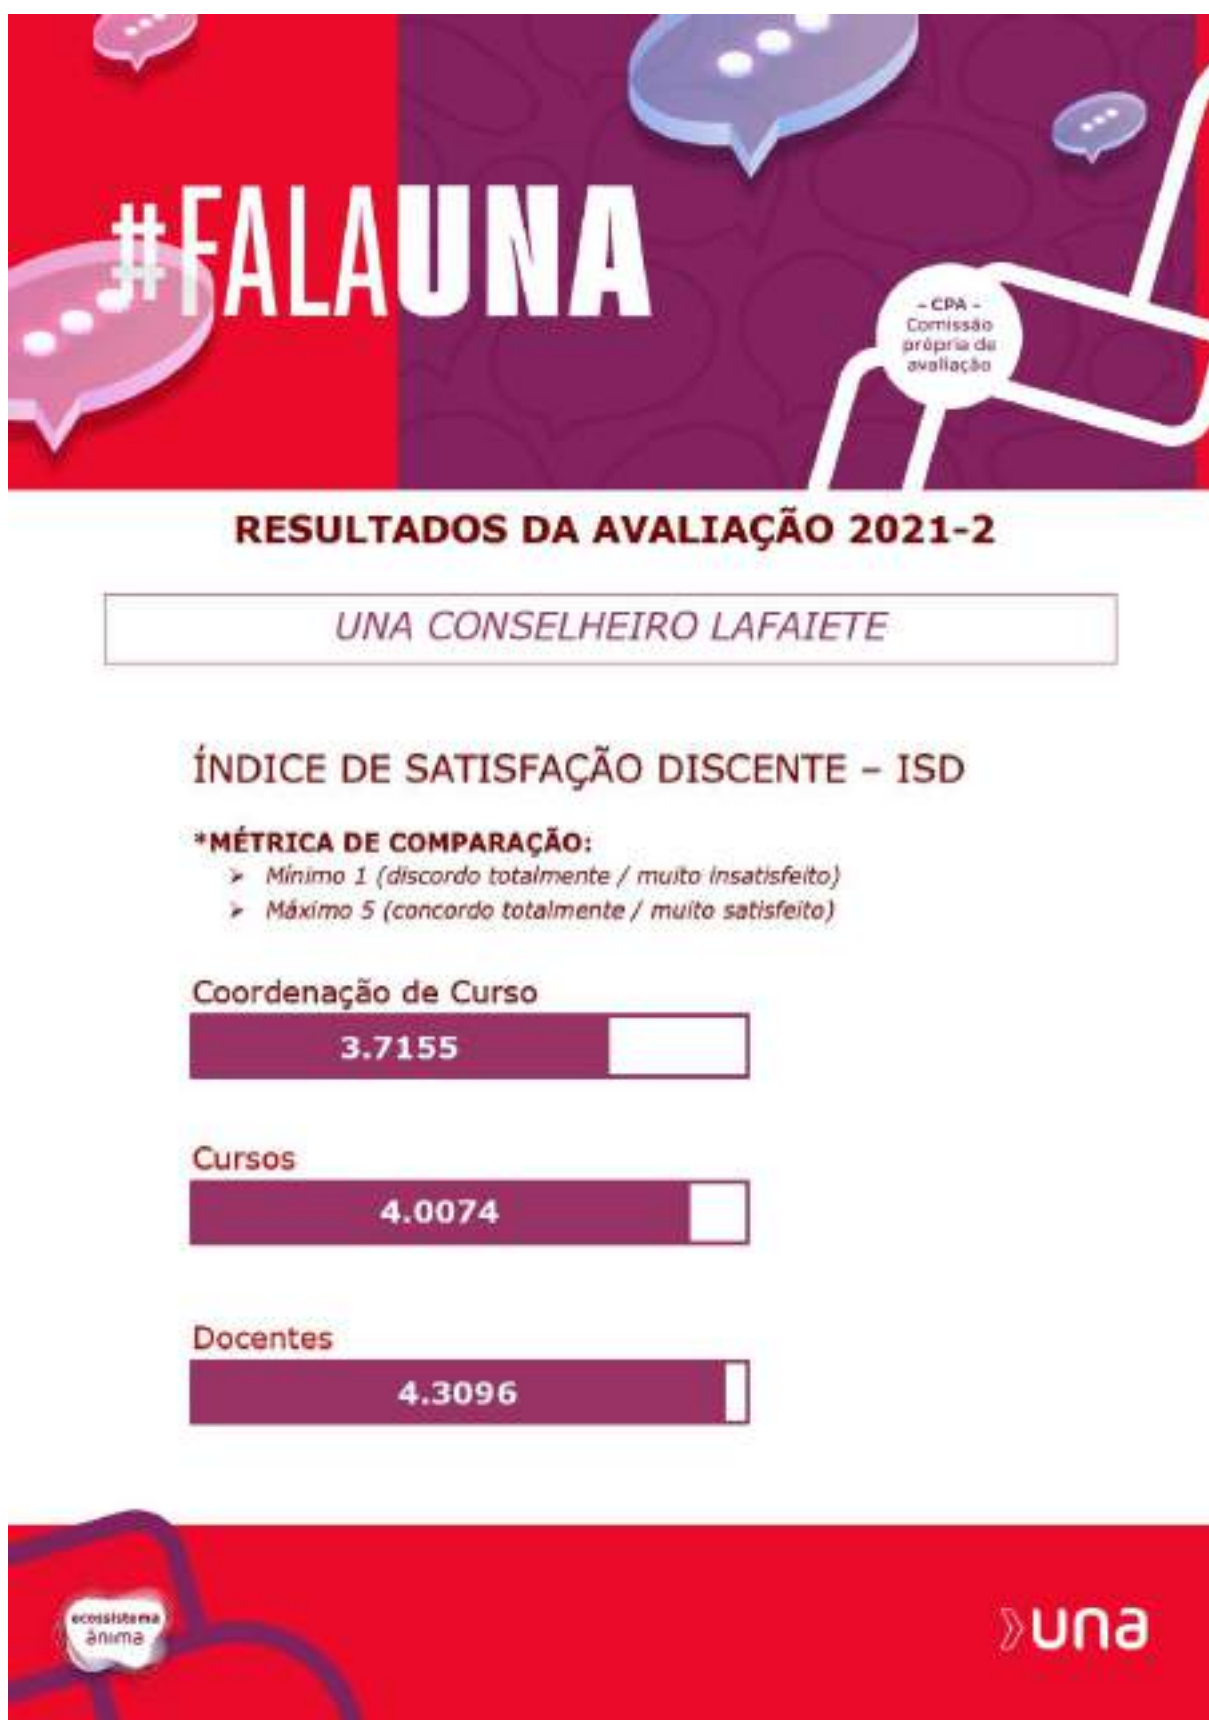 #FALAUNA
- CPA -
Comissão
própria de
avaliação
RESULTADOS DA AVALIAÇÃO 2021-2
UNA CONSELHEIRO LAFAIETE
ÍNDICE DE SATISFAÇÃO DISCENTE – ISD
*MÉTRICA DE COMPARAÇÃO:
➢ Mínimo 1 (discordo totalmente / muito insatisfeito)
➢ Máximo 5 (concordo totalmente / muito satisfeito)
Coordenação de Curso
3.7155
Cursos
4.0074
Docentes
4.3096
ecossistema
ânima
una